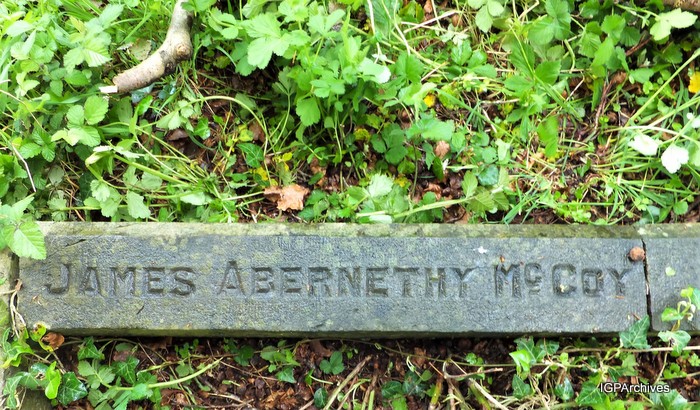 JAMES ABERNETHY MCCOY
IGPArchives